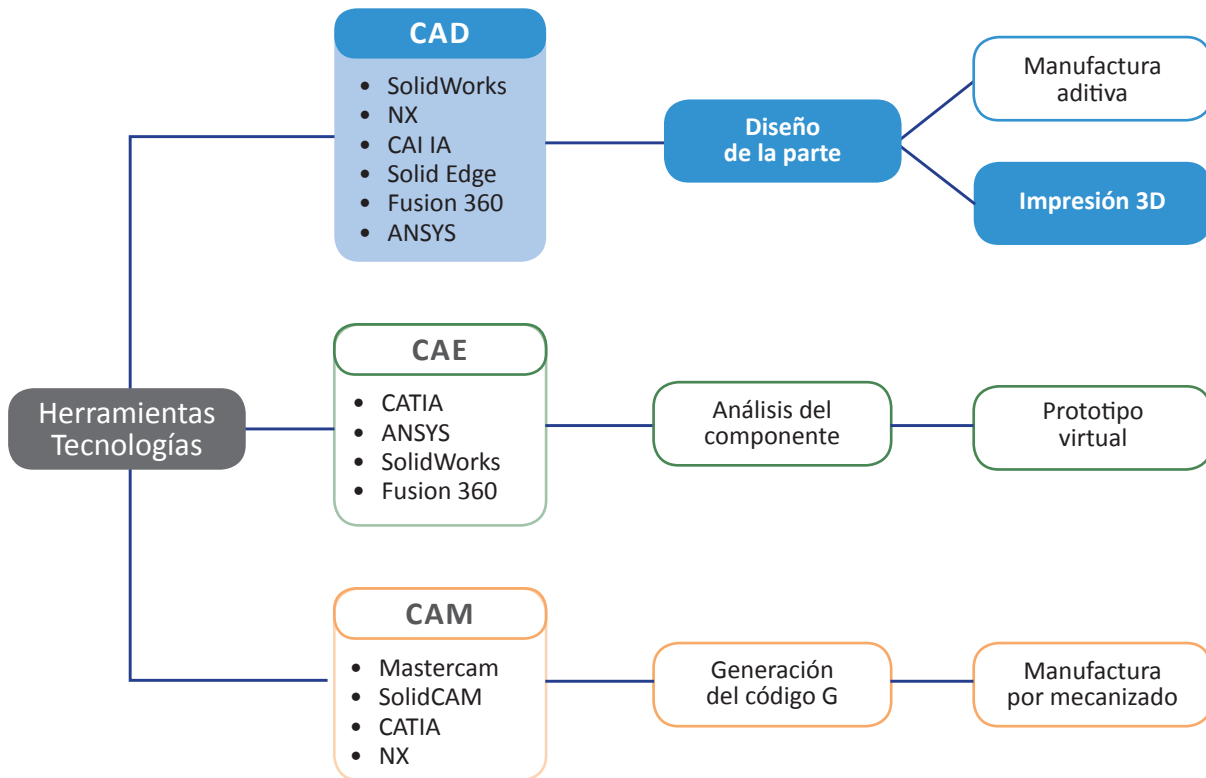 CAD
• SolidWorks
• NX
• CAI IA
• Solid Edge
• Fusion 360
• ANSYS
Diseño
de la parte
Manufactura
aditiva
Impresión 3D
Herramientas
Tecnologías
CAE
• CATIA
• ANSYS
• SolidWorks
• Fusion 360
Análisis del
componente
Prototipo
virtual
CAM
• Mastercam
• SolidCAM
• CATIA
• NX
Generación
del código G
Manufactura
por mecanizado